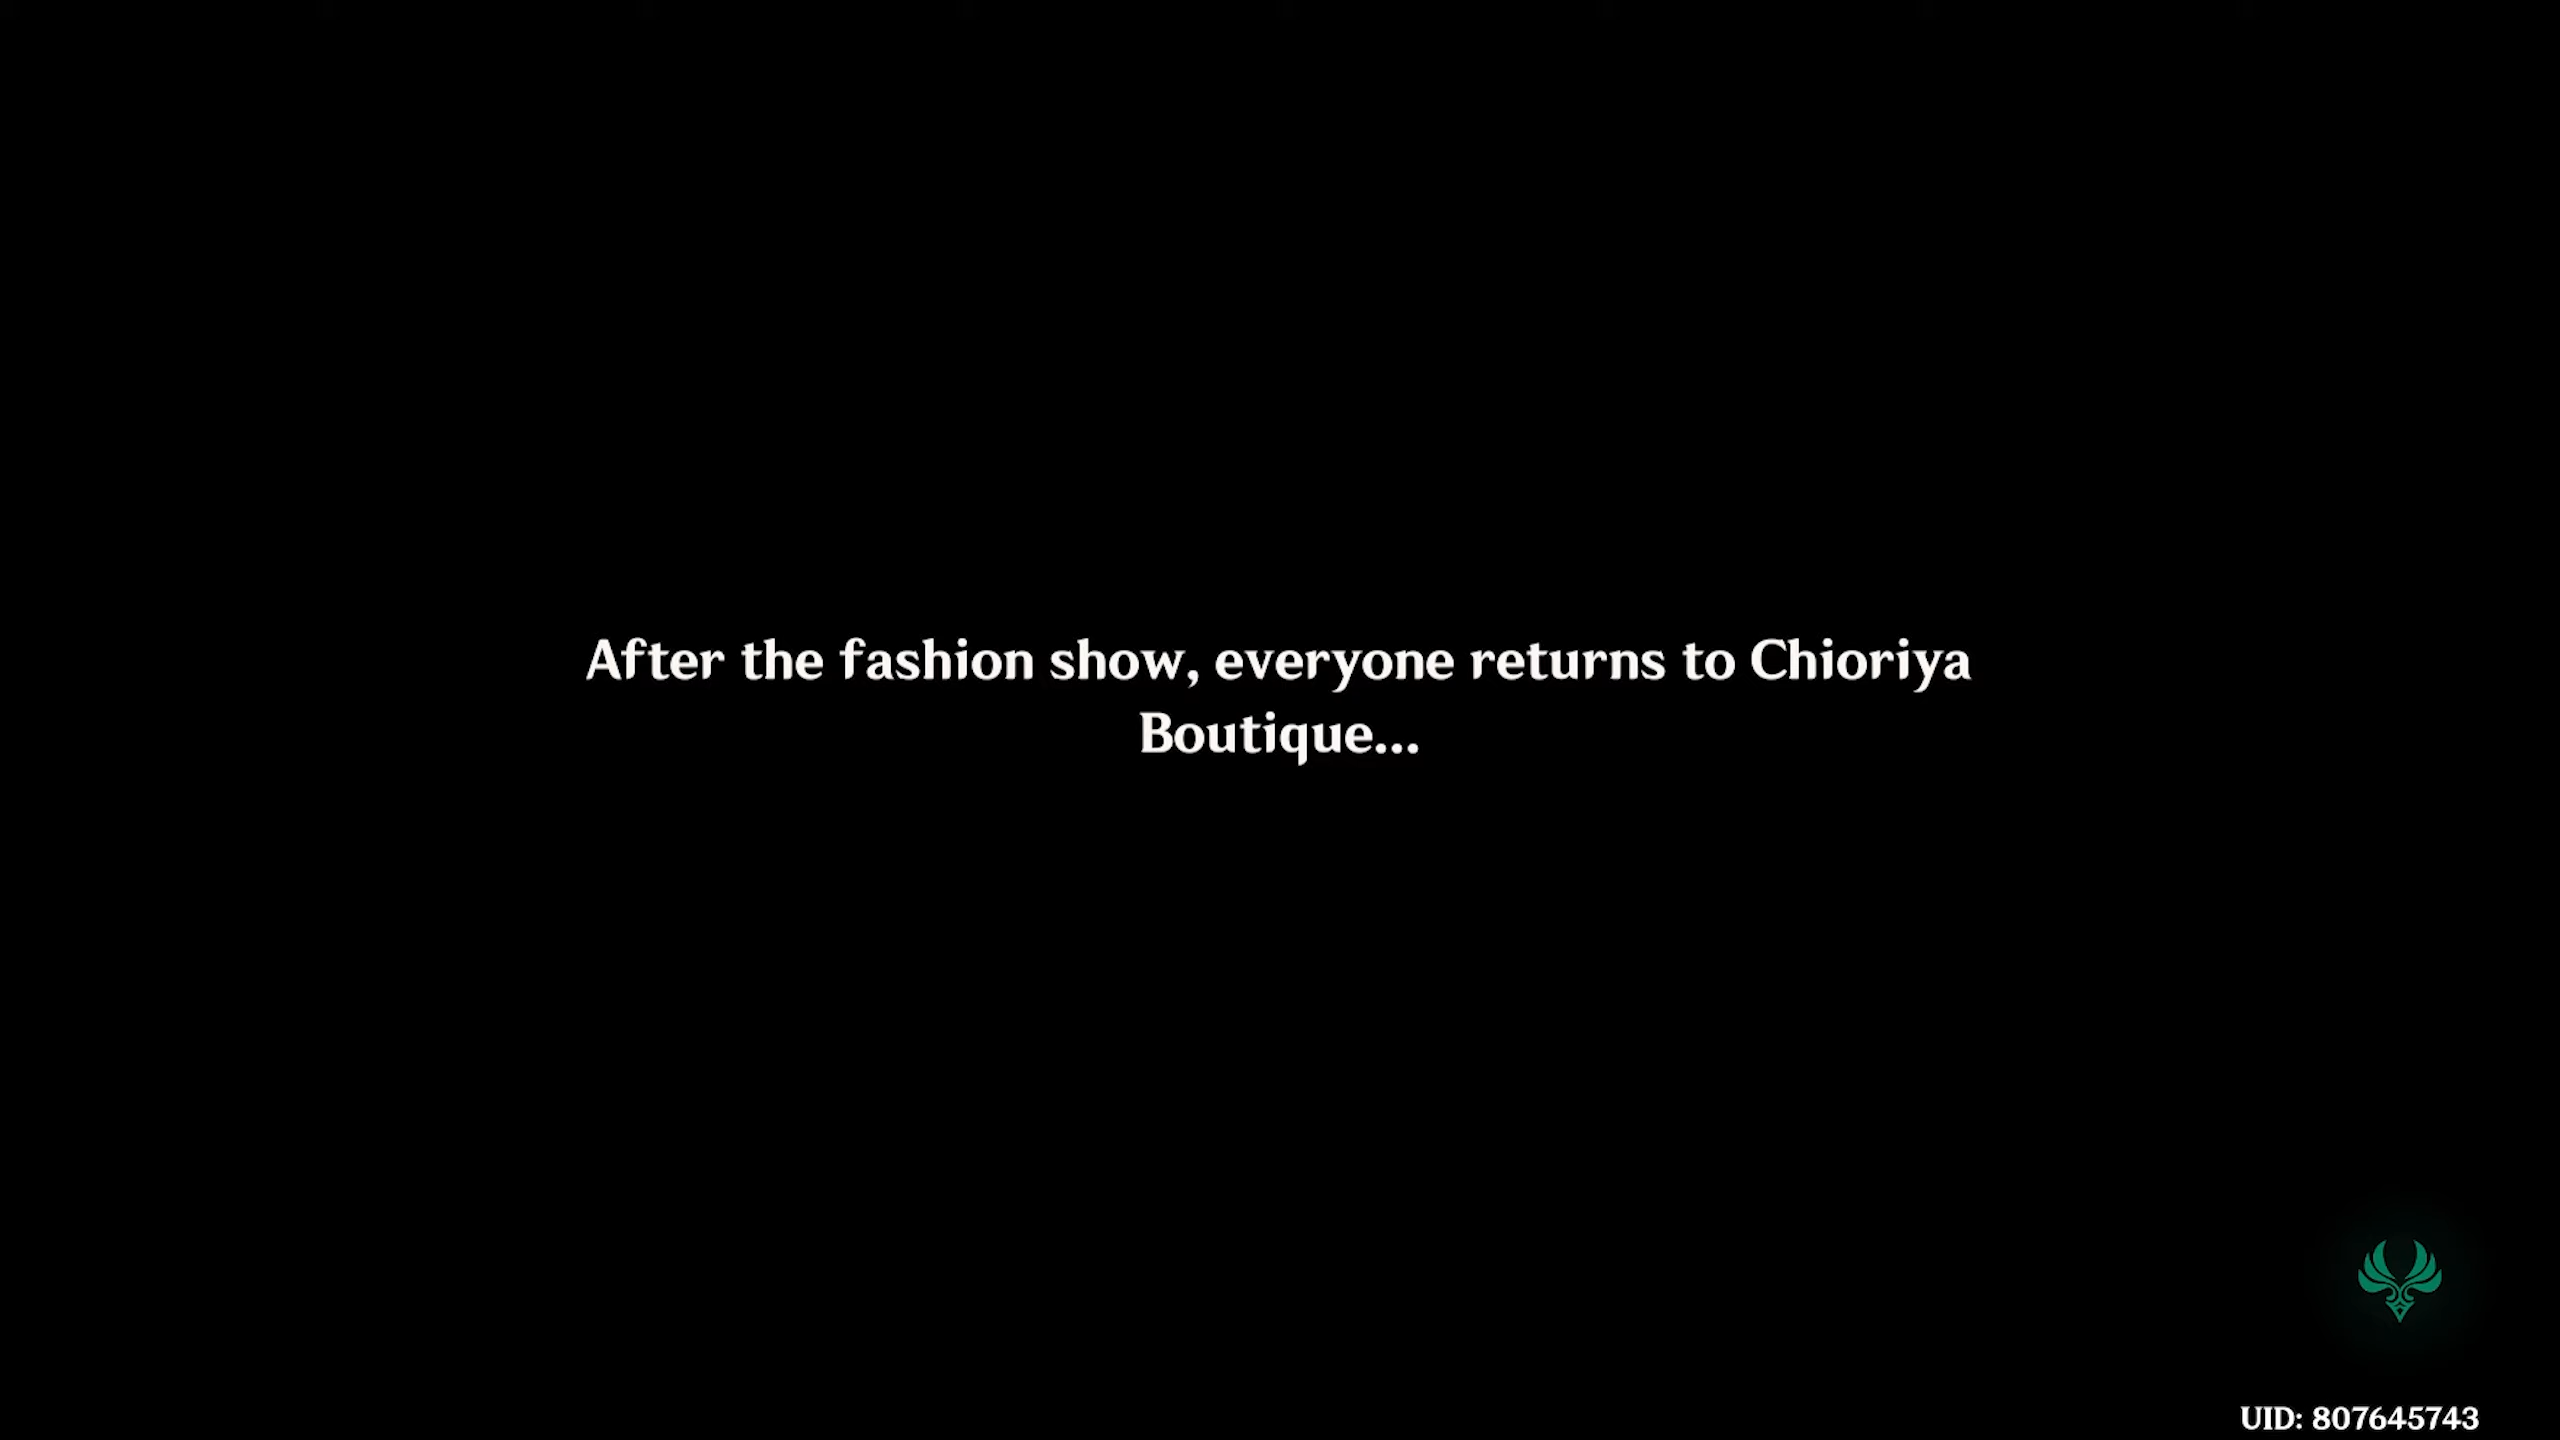 After the fashion show, everyone returns to Chioriya
Boutique...
UID: 807645743